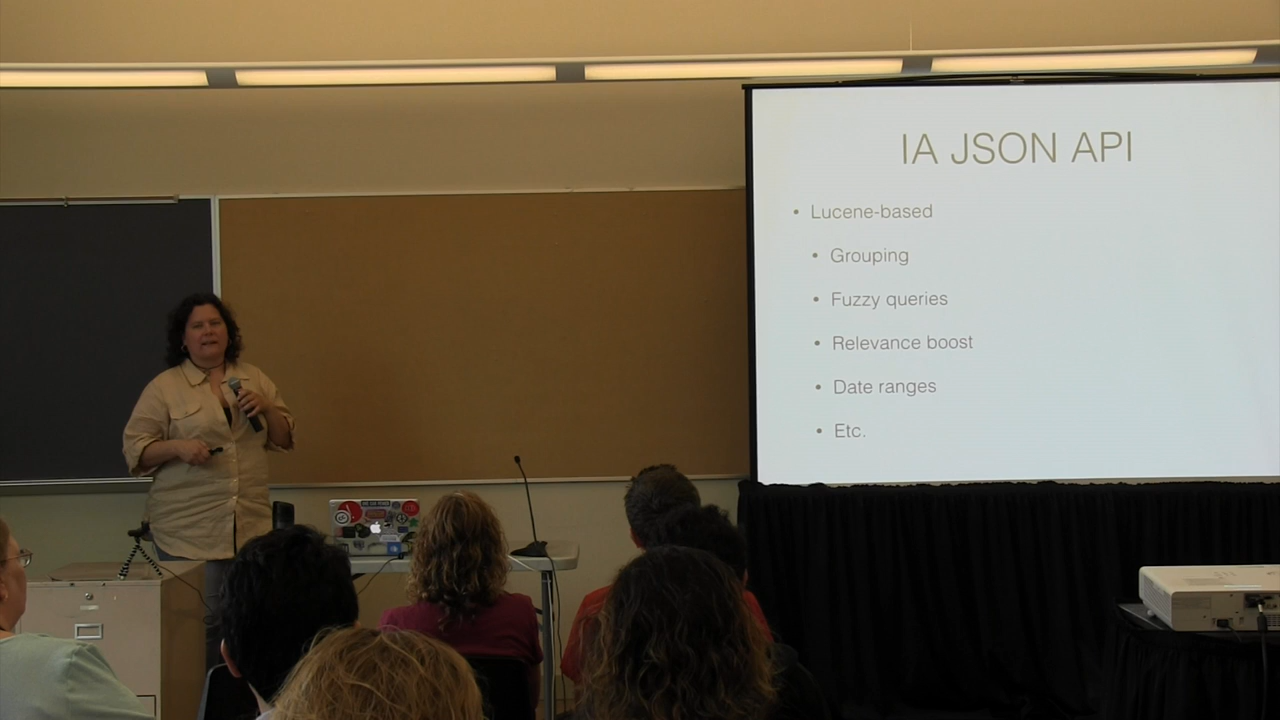 IA JSON API
• Lucene-based
• Grouping
• Fuzzy queries
• Relevance boost
• Date ranges
• Etc.